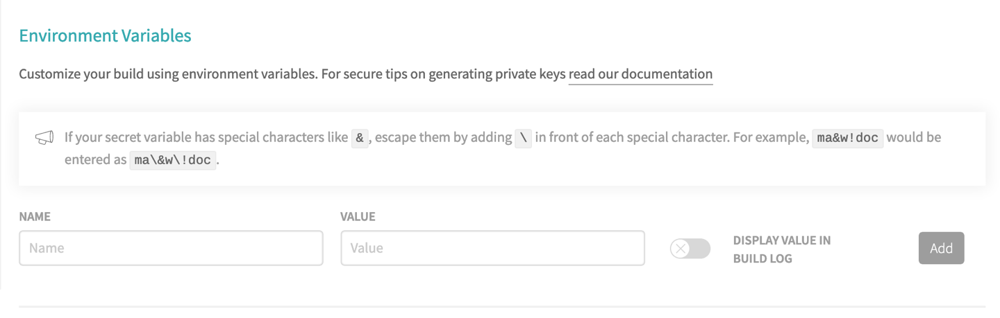 Environment Variables
Customize your build using environment variables. For secure tips on generating private keys read our documentation
If your secret variable has special characters like &, escape them by adding \ in front of each special character. For example, ma&w!doc would be
entered as ma\&w\!doc.
NAME VALUE
Name Value
DISPLAY VALUE IN
BUILD LOG
Add